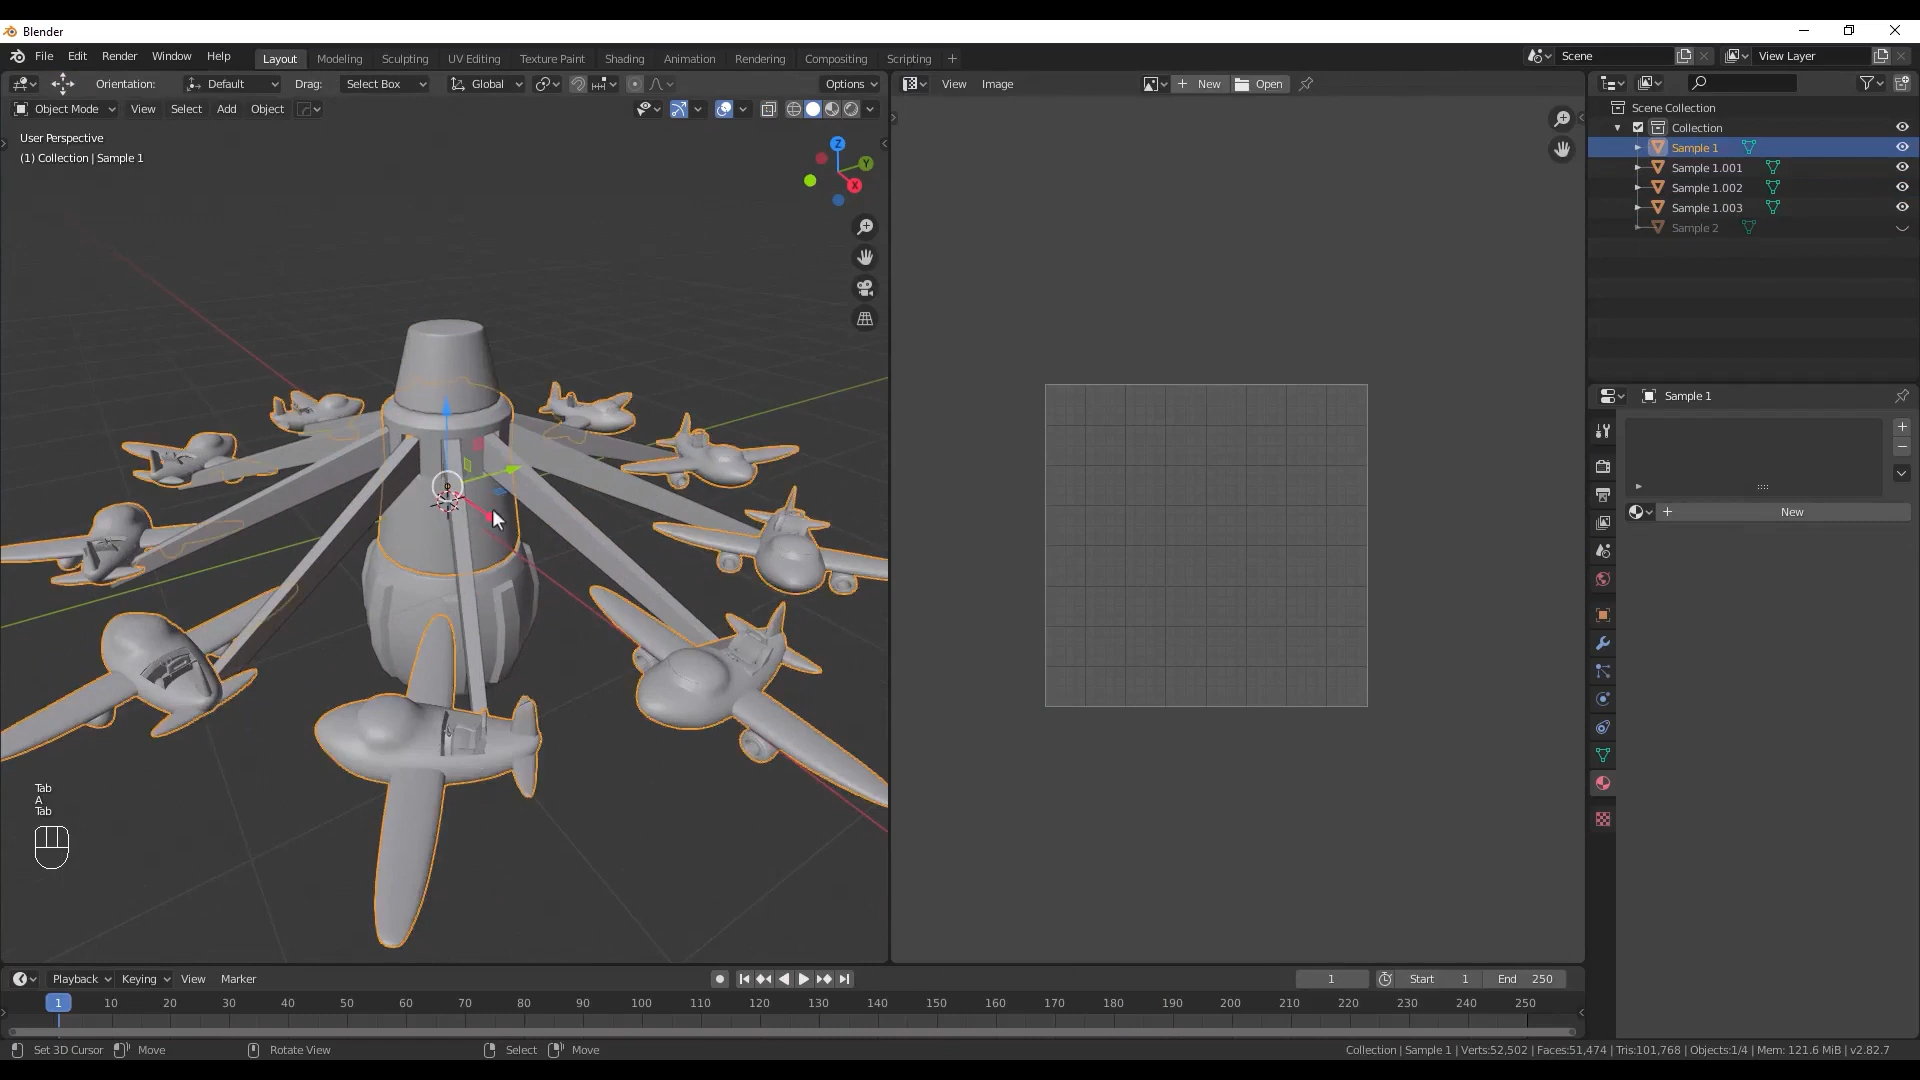 Blender
File Edit Render Window Help Layout Modeling Sculpting UV Editing Texture Paint Shading Animation Rendering Compositing Scripting + Scene View Layer
Orientation: Default Drag: Select Box Global Options View Image New Open
Object Mode View Select Add Object
User Perspective
(1) Collection | Sample 1
Z
Y
X
Scene Collection
Collection
Sample 1
Sample 1.001
Sample 1.002
Sample 1.003
Sample 2
Sample 1
New
Tab
A
Tab
Playback Keying View Marker 1 Start 1 End 250
1 10 20 30 40 50 60 70 80 90 100 110 120 130 140 150 160 170 180 190 200 210 220 230 240 250
Set 3D Cursor Move Rotate View Select Move Collection | Sample 1 | Verts:52,502 | Faces:51,474 | Tris:101,768 | Objects:1/4 | Mem: 121.6 MiB | v2.82.7